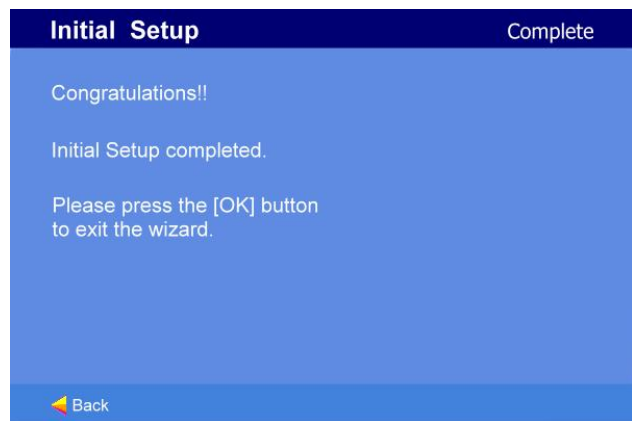 Initial Setup
Complete
Congratulations!!
Initial Setup completed.
Please press the [OK] button
to exit the wizard.
Back